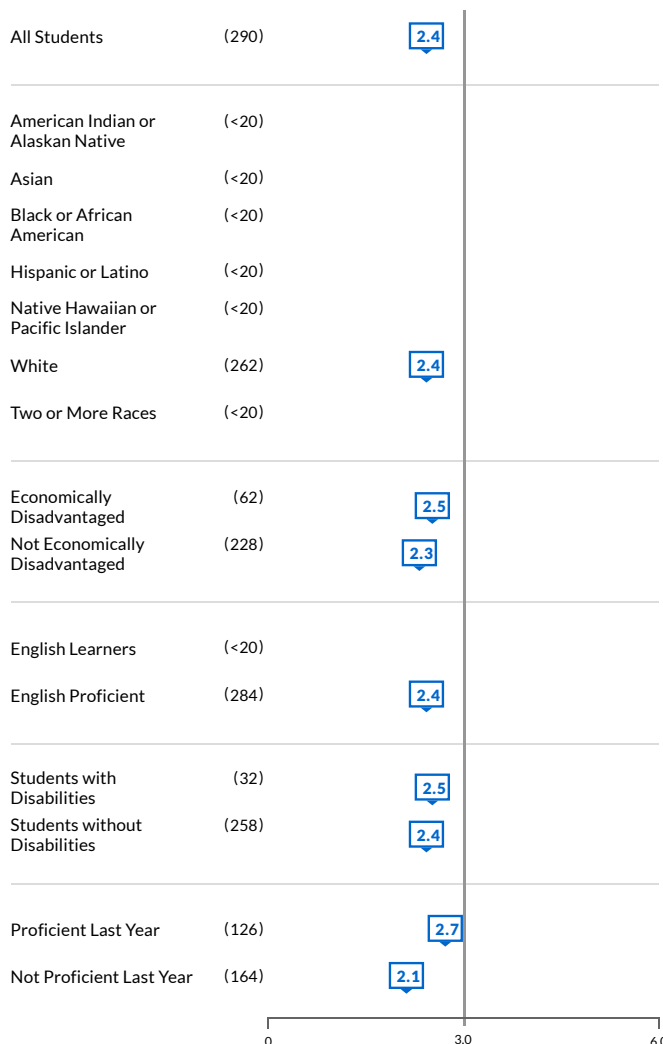 All Students (290) 2.4
American Indian or (<20)
Alaskan Native
Asian (<20)
Black or African (<20)
American
Hispanic or Latino (<20)
Native Hawaiian or (<20)
Pacific Islander
White (262) 2.4
Two or More Races (<20)
Economically (62) 2.5
Disadvantaged
Not Economically (228) 2.3
Disadvantaged
English Learners (<20)
English Proficient (284) 2.4
Students with (32) 2.5
Disabilities
Students without (258) 2.4
Disabilities
Proficient Last Year (126) 2.7
Not Proficient Last Year (164) 2.1
0 3.0 6.0